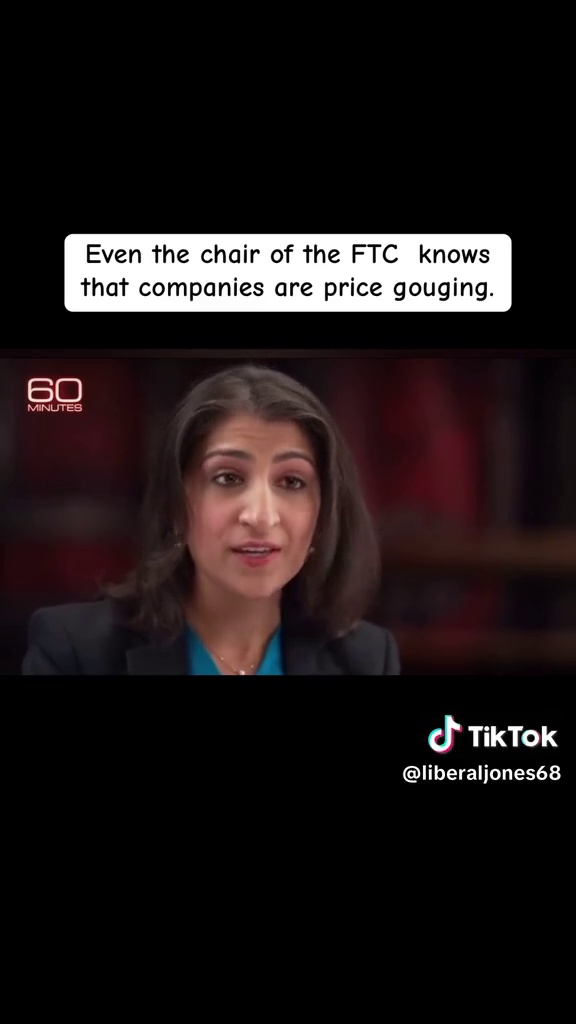 Even the chair of the FTC  knows
that companies are price gouging.
60
MINUTES
TikTok
@liberaljones68